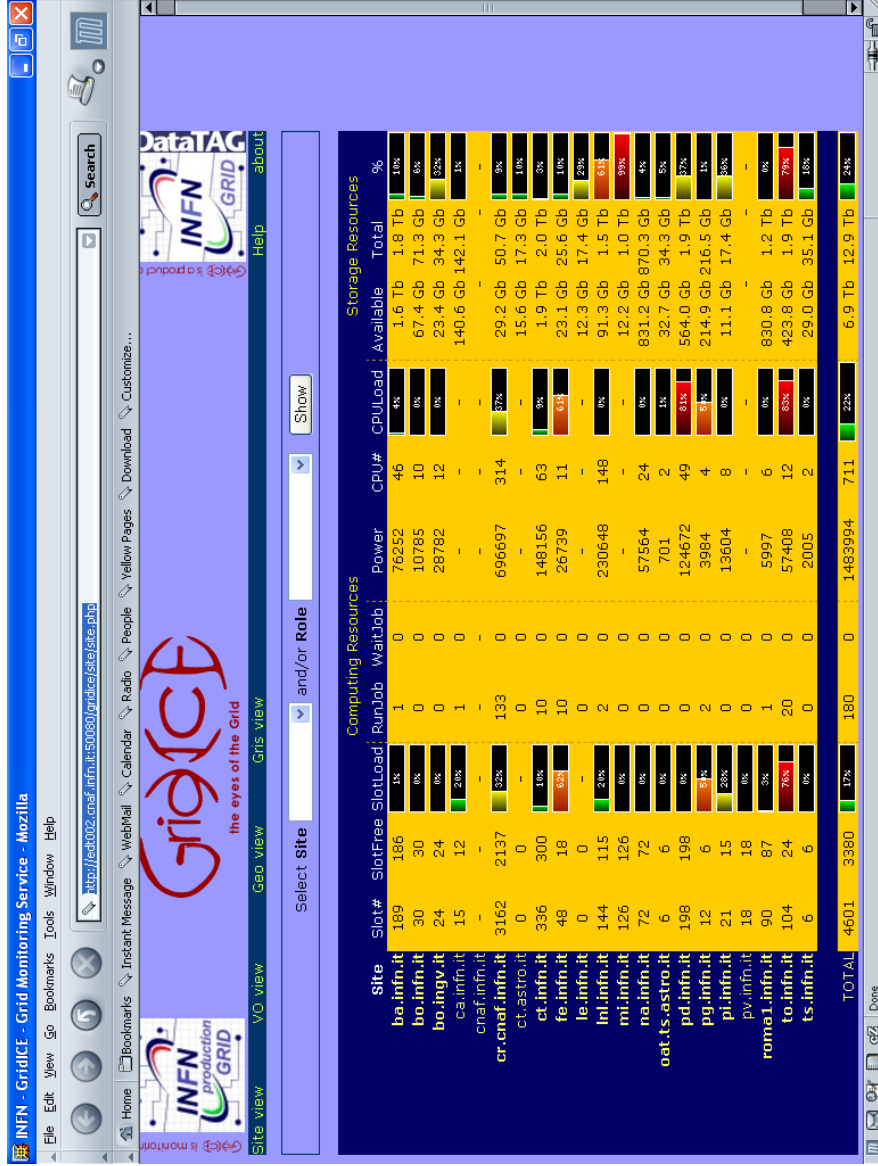 INFN - GridICE - Grid Monitoring Service - Mozilla
File Edit View Go Bookmarks Tools Window Help
http://edt002.cnaf.infn.it:50080/gridice/site/site.php Search
Home Bookmarks Instant Message WebMail Calendar Radio People Yellow Pages Download Customize...
INFN production GRID
GridICE
the eyes of the Grid
DataTAG
INFN GRID
is a product
Site view VO view Geo view Gris view Help about
Select Site and/or Role Show
Computing Resources Storage Resources
Site Slot# SlotFree SlotLoad RunJob WaitJob Power CPU# CPULoad Available Total %
ba.infn.it 189 186 1% 1 0 76252 46 4% 1.6 Tb 1.8 Tb 10%
bo.infn.it 30 30 0% 0 0 10785 10 0% 67.4 Gb 71.3 Gb 6%
bo.ingv.it 24 24 0% 0 0 28782 12 0% 23.4 Gb 34.3 Gb 32%
ca.infn.it 15 12 20% 1 0 - - - 140.6 Gb 142.1 Gb 1%
cnaf.infn.it - - - - - - - - - - -
cr.cnaf.infn.it 3162 2137 32% 133 0 696697 314 37% 29.2 Gb 50.7 Gb 9%
ct.astro.it 0 0 0% 0 0 - - - 15.6 Gb 17.3 Gb 10%
ct.infn.it 336 300 10% 10 0 148156 63 9% 1.9 Tb 2.0 Tb 3%
fe.infn.it 48 18 62% 10 0 26739 11 61% 23.1 Gb 25.6 Gb 10%
le.infn.it 0 0 0% 0 0 - - - 12.3 Gb 17.4 Gb 29%
lnl.infn.it 144 115 20% 2 0 230648 148 0% 91.3 Gb 1.5 Tb 61%
mi.infn.it 126 126 0% 0 0 - - - 12.2 Gb 1.0 Tb 99%
na.infn.it 72 72 0% 0 0 57564 24 0% 831.2 Gb 870.3 Gb 4%
oat.ts.astro.it 6 6 0% 0 0 701 2 1% 32.7 Gb 34.3 Gb 5%
pd.infn.it 198 198 0% 0 0 124672 49 81% 564.0 Gb 1.9 Tb 37%
pg.infn.it 12 6 50% 2 0 3984 4 50% 214.9 Gb 216.5 Gb 1%
pi.infn.it 21 15 28% 0 0 13604 8 0% 11.1 Gb 17.4 Gb 36%
pv.infn.it 18 18 0% 0 0 - - - - - -
roma1.infn.it 90 87 3% 1 0 5997 6 0% 830.8 Gb 1.2 Tb 0%
to.infn.it 104 24 76% 20 0 57408 12 83% 423.8 Gb 1.9 Tb 79%
ts.infn.it 6 6 0% 0 0 2005 2 0% 29.0 Gb 35.1 Gb 18%
TOTAL 4601 3380 17% 180 0 1483994 711 22% 6.9 Tb 12.9 Tb 24%
Done